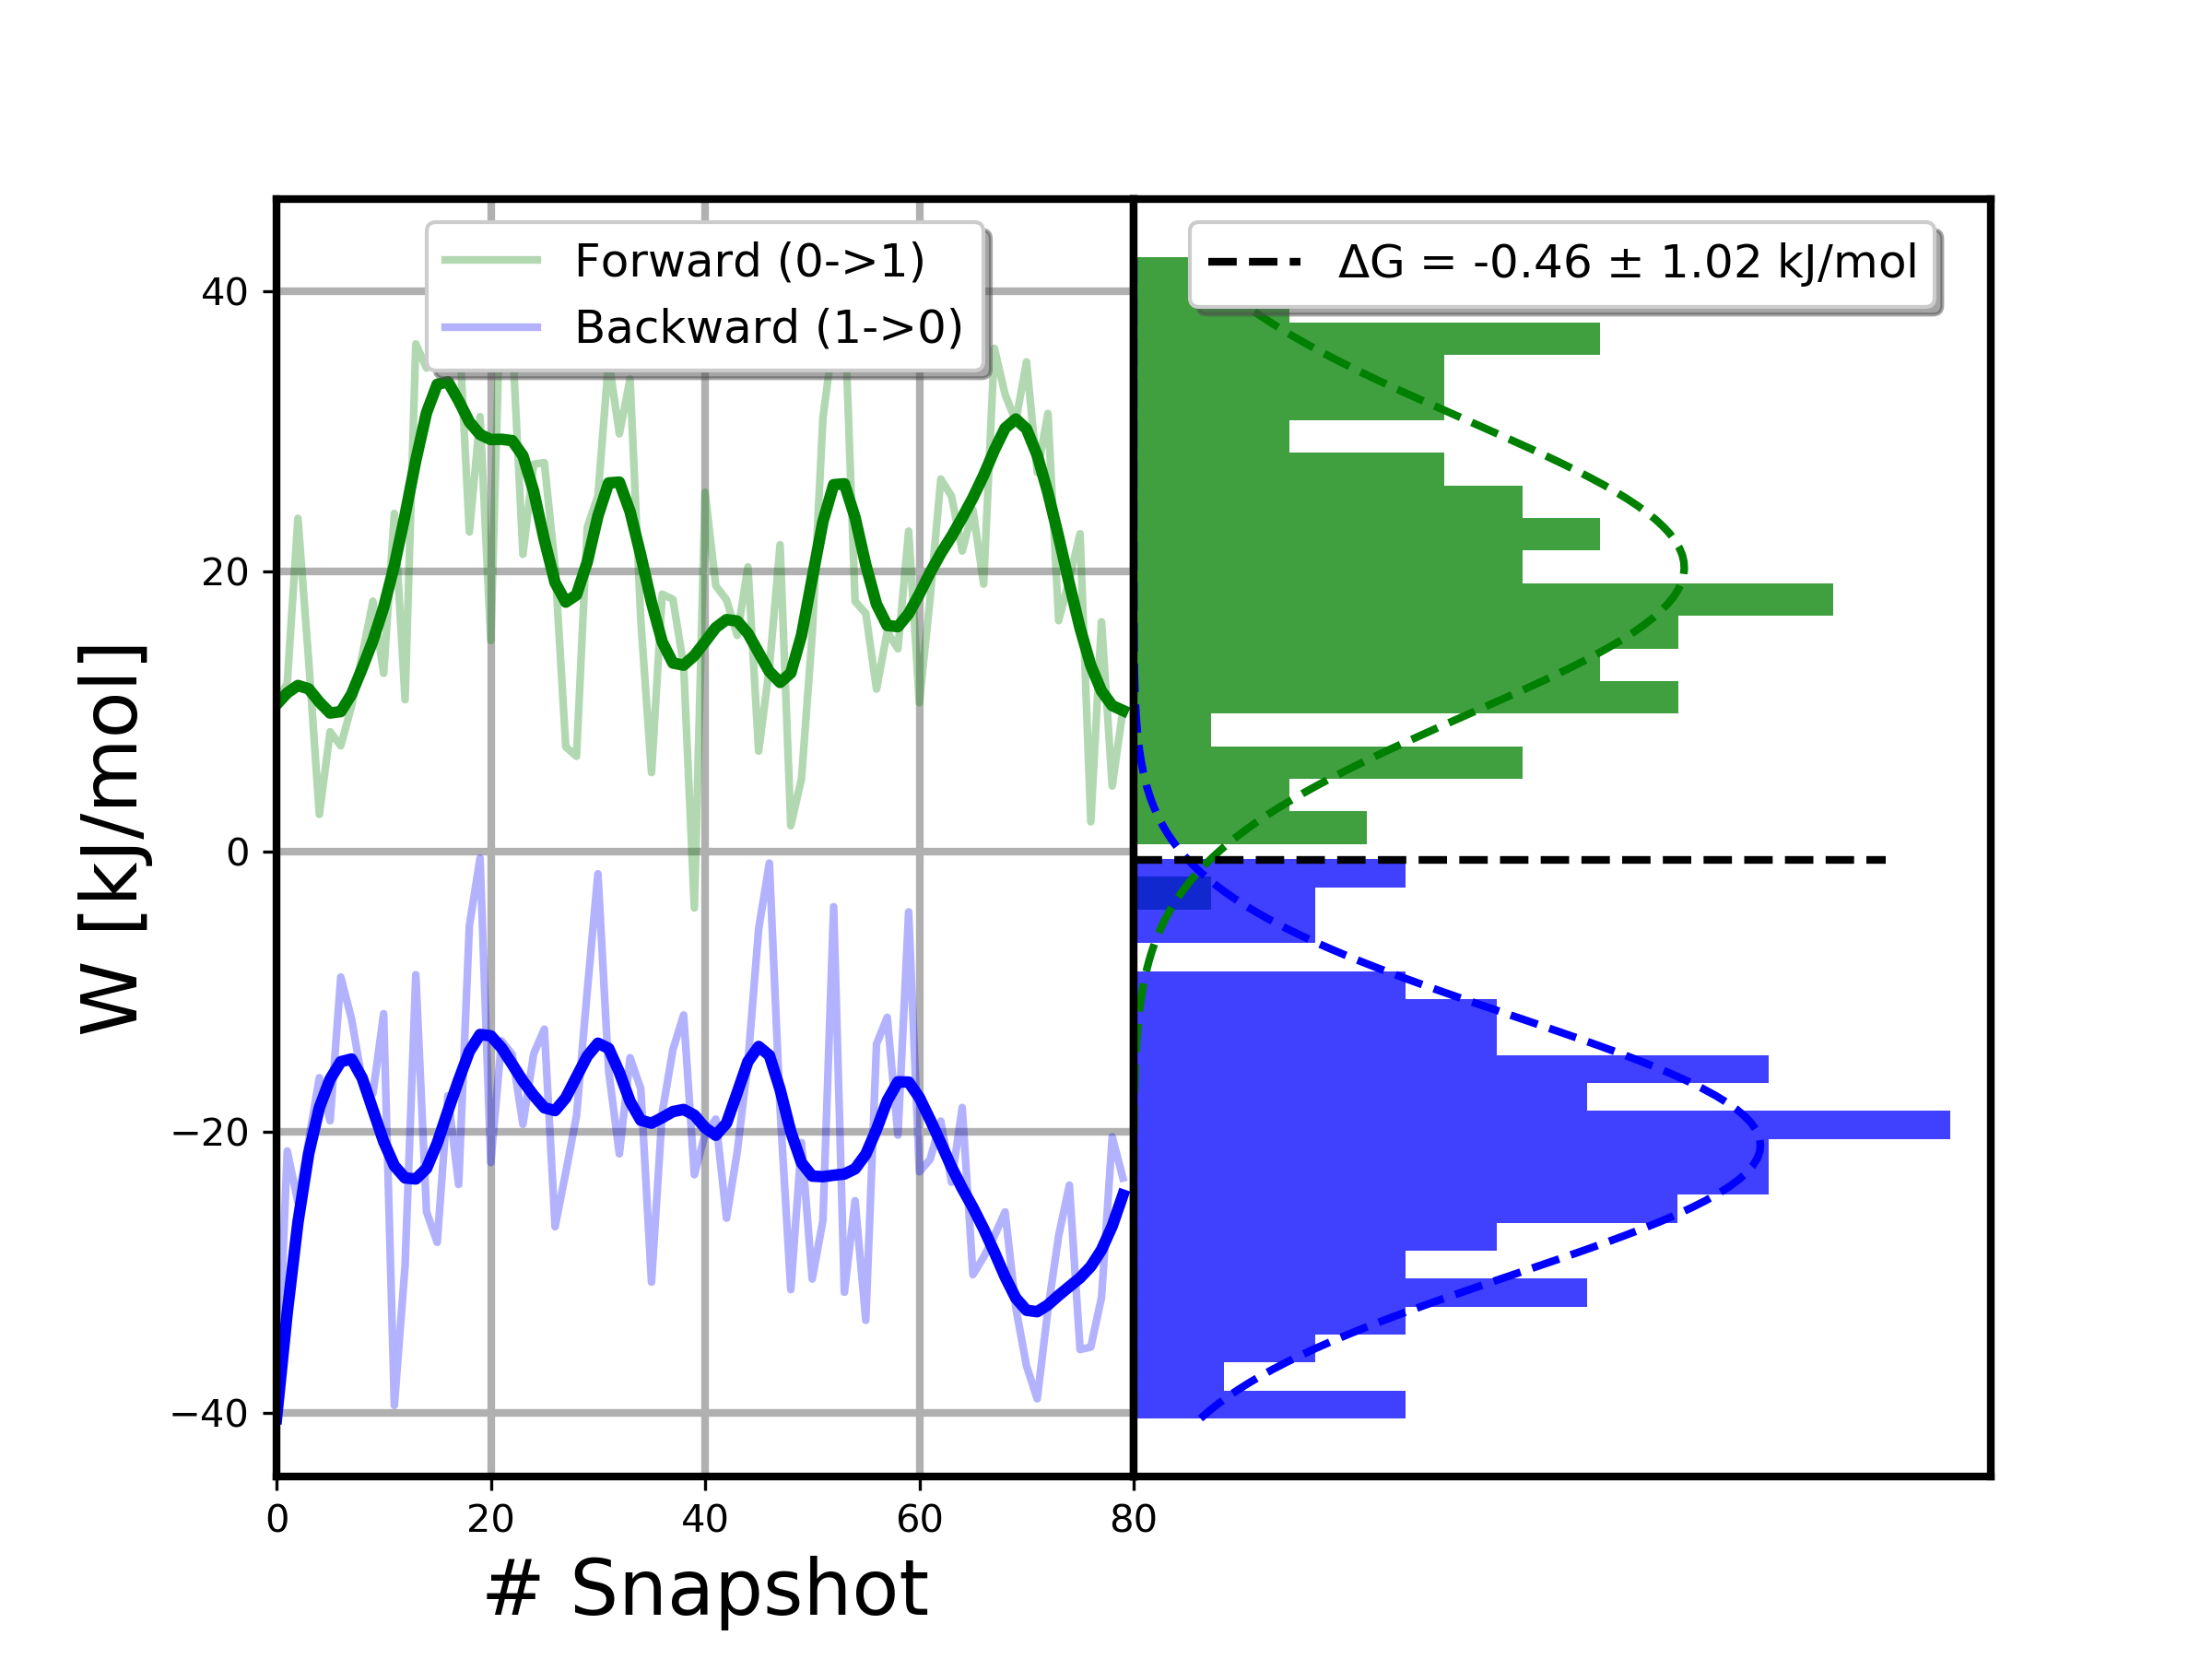 Forward (0->1)
Backward (1->0)
ΔG = -0.46 ± 1.02 kJ/mol
W [kJ/mol]
40
20
0
−20
−40
0
20
40
60
80
# Snapshot